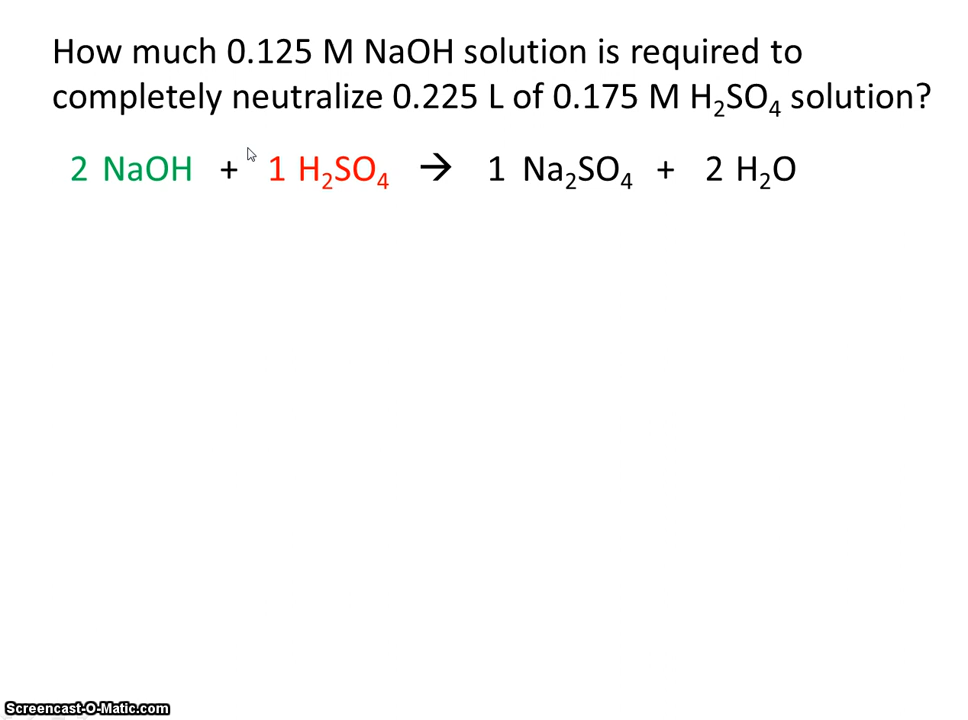 How much 0.125 M NaOH solution is required to
completely neutralize 0.225 L of 0.175 M H₂SO₄ solution?
2 NaOH + 1 H₂SO₄ → 1 Na₂SO₄ + 2 H₂O
Screencast-O-Matic.com